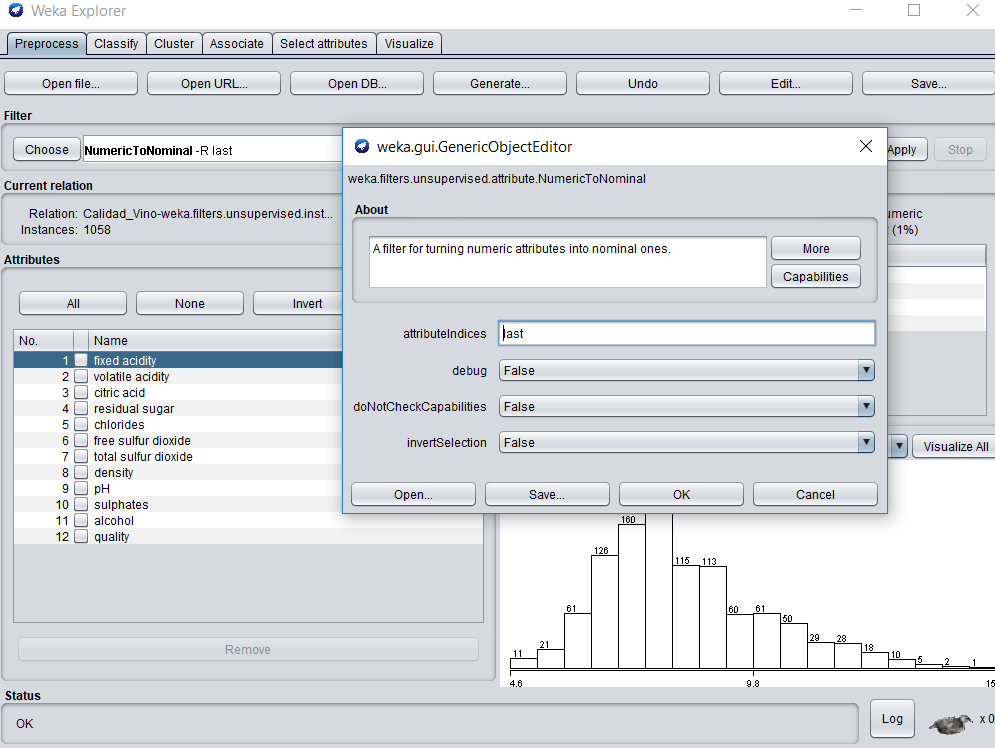 Weka Explorer
Preprocess Classify Cluster Associate Select attributes Visualize
Open file... Open URL... Open DB... Generate... Undo Edit... Save...
Filter
Choose NumericToNominal -R last Apply Stop
weka.gui.GenericObjectEditor
weka.filters.unsupervised.attribute.NumericToNominal
About
A filter for turning numeric attributes into nominal ones.
More
Capabilities
attributeIndices last
debug False
doNotCheckCapabilities False
invertSelection False
Open... Save... OK Cancel
Current relation
Relation: Calidad_Vino-weka.filters.unsupervised.inst...
Instances: 1058
(1%)
Attributes
All None Invert
No. Name
1 fixed acidity
2 volatile acidity
3 citric acid
4 residual sugar
5 chlorides
6 free sulfur dioxide
7 total sulfur dioxide
8 density
9 pH
10 sulphates
11 alcohol
12 quality
Remove
Visualize All
11 21 61 126 160 115 113 60 61 50 29 28 18 10 5 2 1
4.6 9.8 15
Status
OK
Log x 0